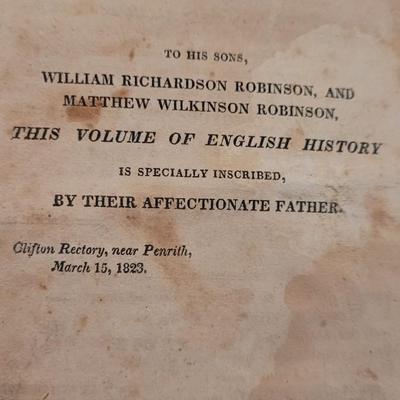 TO HIS SONS,
WILLIAM RICHARDSON ROBINSON, AND
MATTHEW WILKINSON ROBINSON,
THIS VOLUME OF ENGLISH HISTORY
IS SPECIALLY INSCRIBED,
BY THEIR AFFECTIONATE FATHER.
Clifton Rectory, near Penrith,
March 15, 1823.